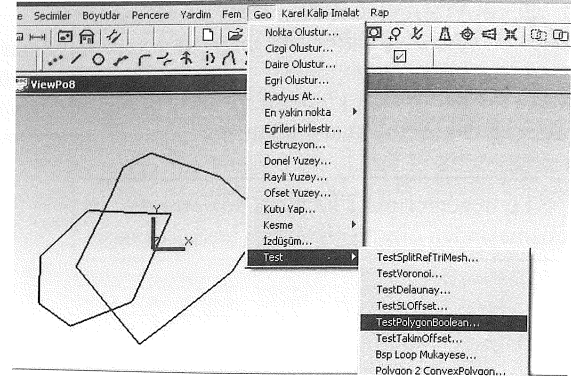 e Secimler Boyutlar Pencere Yardim Fem Geo Karel Kalip Imalat Rap
ViewPo8
Nokta Olustur...
Cizgi Olustur...
Daire Olustur...
Egri Olustur...
Radyus At...
En yakin nokta
Egrileri birlestir...
Ekstruzyon...
Donel Yuzey...
Rayli Yuzey...
Ofset Yuzey...
Kutu Yap...
Kesme
İzdüşüm...
Test
Y
X
TestSplitRefTriMesh...
TestVoronoi...
TestDelaunay...
TestSLOffset...
TestPolygonBoolean...
TestTakimOffset...
Bsp Loop Mukayese...
Polygon 2 ConvexPolygon...